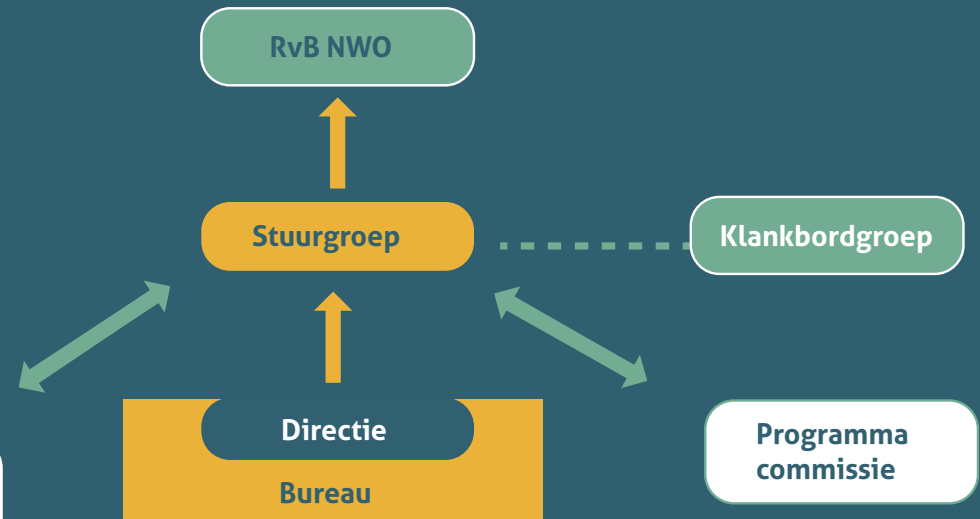 RvB NWO
Stuurgroep
Klankbordgroep
Directie
Bureau
Programma
commissie